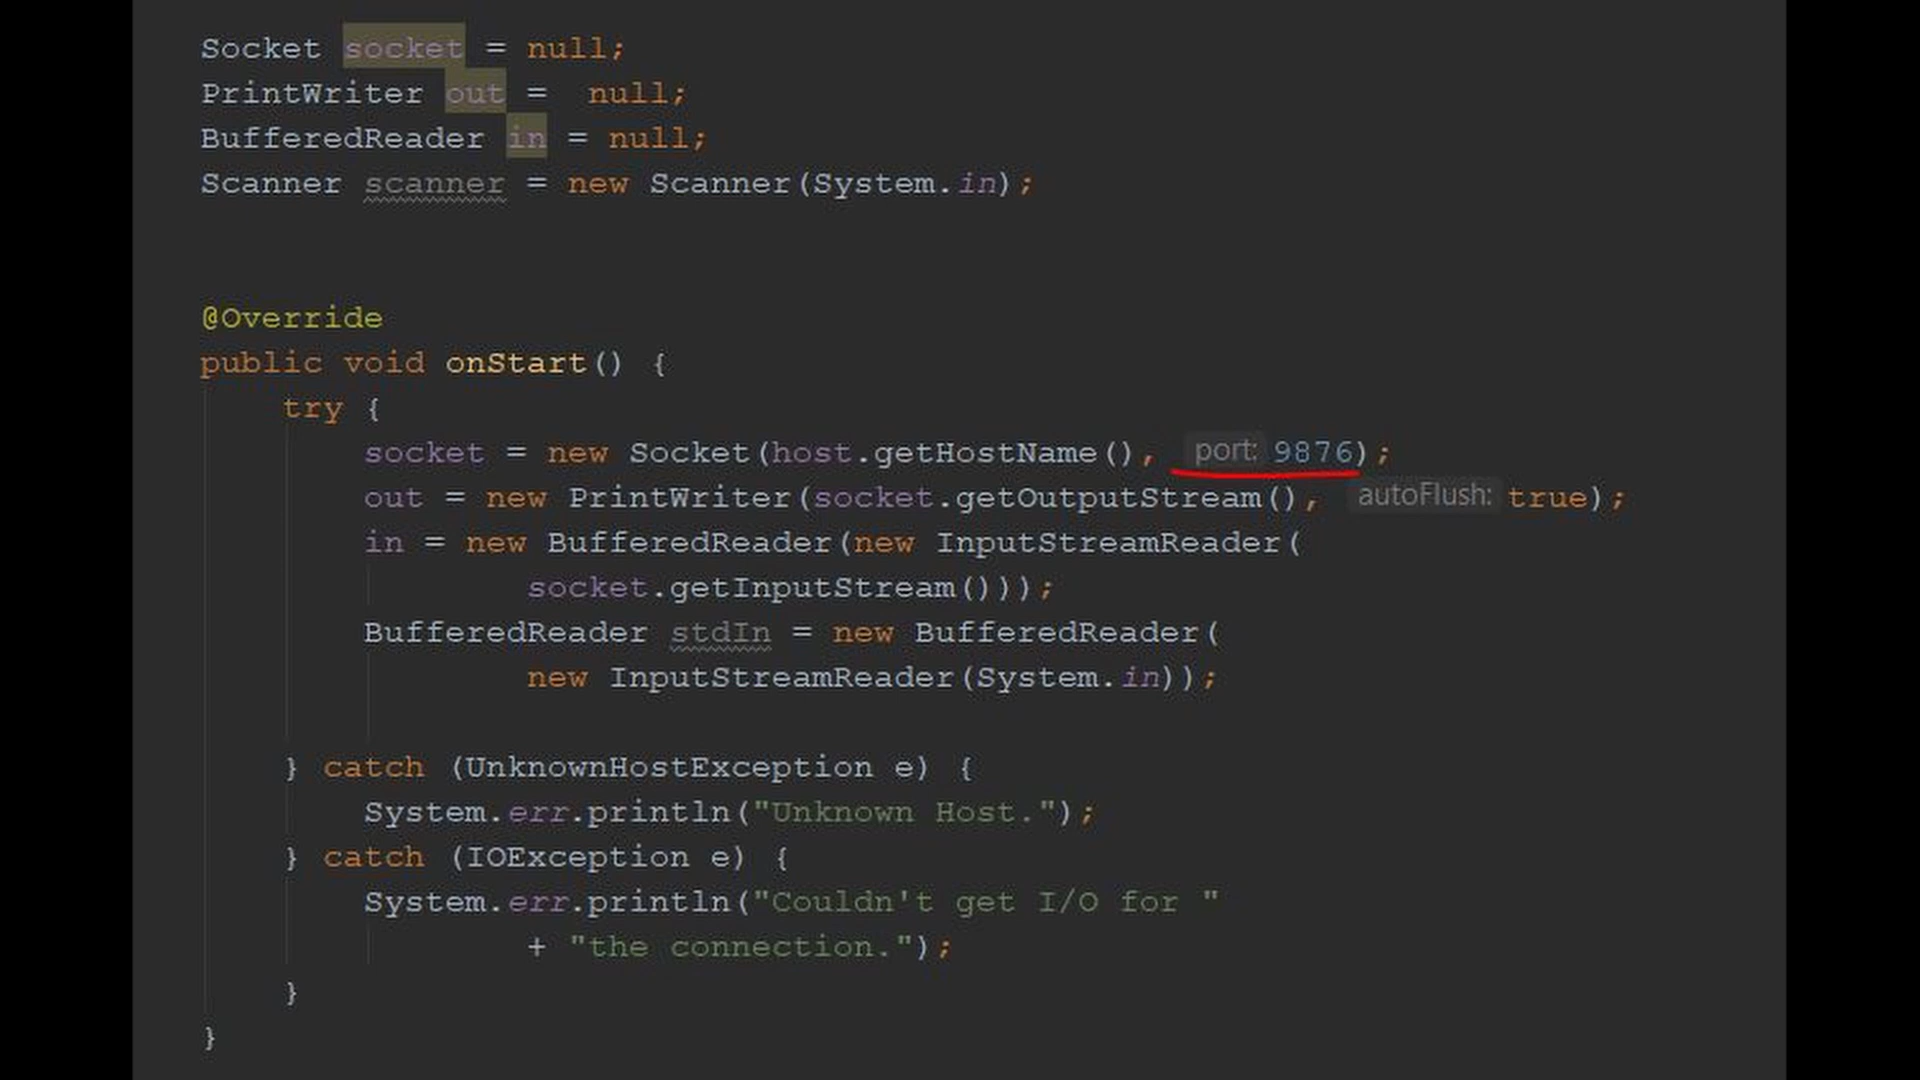 Socket socket = null;
PrintWriter out =  null;
BufferedReader in = null;
Scanner scanner = new Scanner(System.in);
@Override
public void onStart() {
try {
socket = new Socket(host.getHostName(), port: 9876);
out = new PrintWriter(socket.getOutputStream(), autoFlush: true);
in = new BufferedReader(new InputStreamReader(
socket.getInputStream()));
BufferedReader stdIn = new BufferedReader(
new InputStreamReader(System.in));
} catch (UnknownHostException e) {
System.err.println("Unknown Host.");
} catch (IOException e) {
System.err.println("Couldn't get I/O for "
+ "the connection.");
}
}